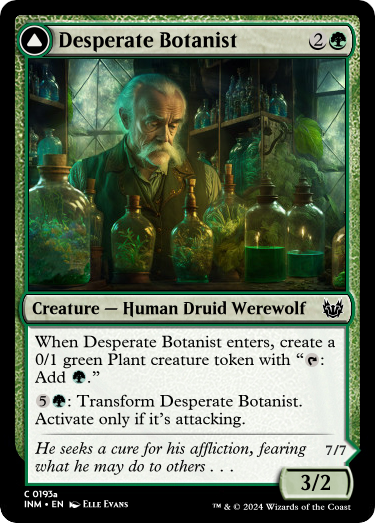 Desperate Botanist 2
Creature — Human Druid Werewolf
When Desperate Botanist enters, create a
0/1 green Plant creature token with “ :
Add .”
5 : Transform Desperate Botanist.
Activate only if it’s attacking.
He seeks a cure for his affliction, fearing
what he may do to others . . .
7/7
3/2
C 0193a
INM • EN Elle Evans
™ & © 2024 Wizards of the Coast